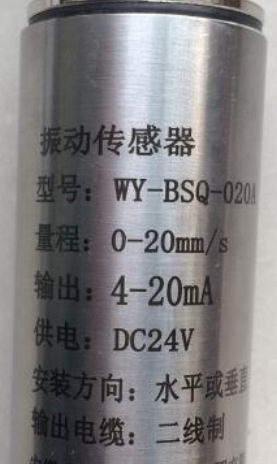 振动传感器
型号：WY-BSQ-020A
量程：0-20mm/s
输出：4-20mA
供电：DC24V
安装方向：水平或垂直
输出电缆：二线制